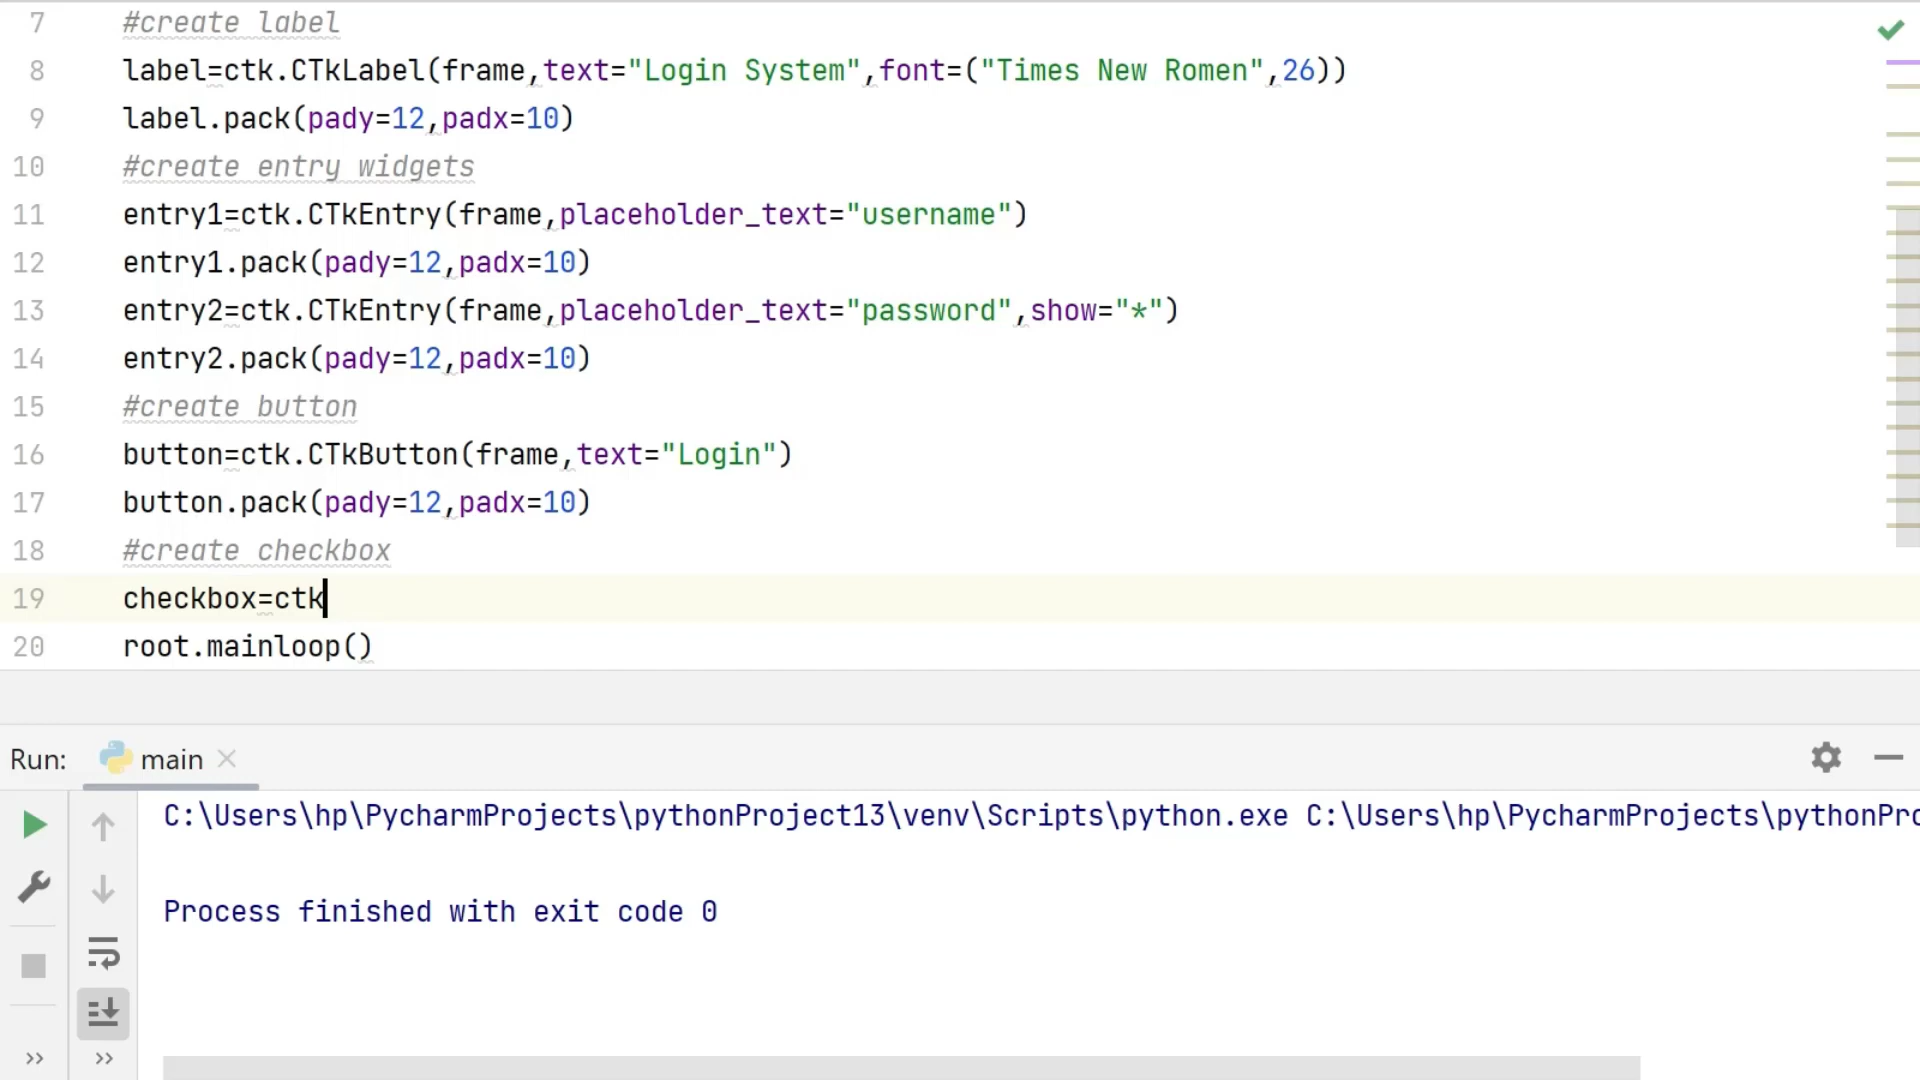 7 #create label
8 label=ctk.CTkLabel(frame,text="Login System",font=("Times New Romen",26))
9 label.pack(pady=12,padx=10)
10 #create entry widgets
11 entry1=ctk.CTkEntry(frame,placeholder_text="username")
12 entry1.pack(pady=12,padx=10)
13 entry2=ctk.CTkEntry(frame,placeholder_text="password",show="*")
14 entry2.pack(pady=12,padx=10)
15 #create button
16 button=ctk.CTkButton(frame,text="Login")
17 button.pack(pady=12,padx=10)
18 #create checkbox
19 checkbox=ctk
20 root.mainloop()
Run: main
C:\Users\hp\PycharmProjects\pythonProject13\venv\Scripts\python.exe C:\Users\hp\PycharmProjects\pythonPro
Process finished with exit code 0